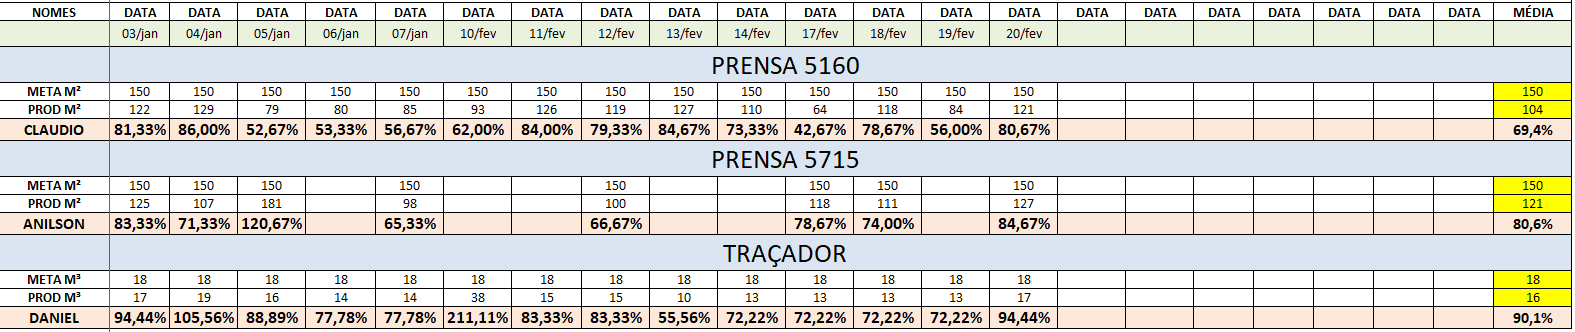 NOMES DATA DATA DATA DATA DATA DATA DATA DATA DATA DATA DATA DATA DATA DATA DATA DATA DATA DATA DATA DATA DATA MÉDIA
03/jan 04/jan 05/jan 06/jan 07/jan 10/fev 11/fev 12/fev 13/fev 14/fev 17/fev 18/fev 19/fev 20/fev
PRENSA 5160
META M² 150 150 150 150 150 150 150 150 150 150 150 150 150 150 150
PROD M² 122 129 79 80 85 93 126 119 127 110 64 118 84 121 104
CLAUDIO 81,33% 86,00% 52,67% 53,33% 56,67% 62,00% 84,00% 79,33% 84,67% 73,33% 42,67% 78,67% 56,00% 80,67% 69,4%
PRENSA 5715
META M² 150 150 150 150 150 150 150 150 150
PROD M² 125 107 181 98 100 118 111 127 121
ANILSON 83,33% 71,33% 120,67% 65,33% 66,67% 78,67% 74,00% 84,67% 80,6%
TRAÇADOR
META M³ 18 18 18 18 18 18 18 18 18 18 18 18 18 18 18
PROD M³ 17 19 16 14 14 38 15 15 10 13 13 13 13 17 16
DANIEL 94,44% 105,56% 88,89% 77,78% 77,78% 211,11% 83,33% 83,33% 55,56% 72,22% 72,22% 72,22% 72,22% 94,44% 90,1%